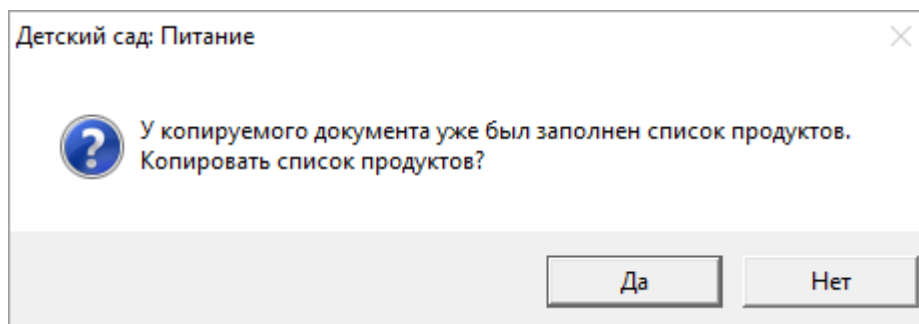 Детский сад: Питание
У копируемого документа уже был заполнен список продуктов.
Копировать список продуктов?
Да
Нет